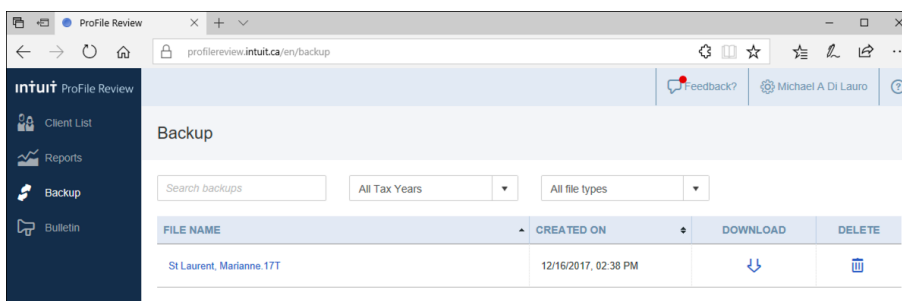 ProFile Review
profilereview.intuit.ca/en/backup
intuit ProFile Review
Feedback?
Michael A Di Lauro
Client List
Reports
Backup
Bulletin
Backup
Search backups
All Tax Years
All file types
FILE NAME CREATED ON DOWNLOAD DELETE
St Laurent, Marianne.17T 12/16/2017, 02:38 PM